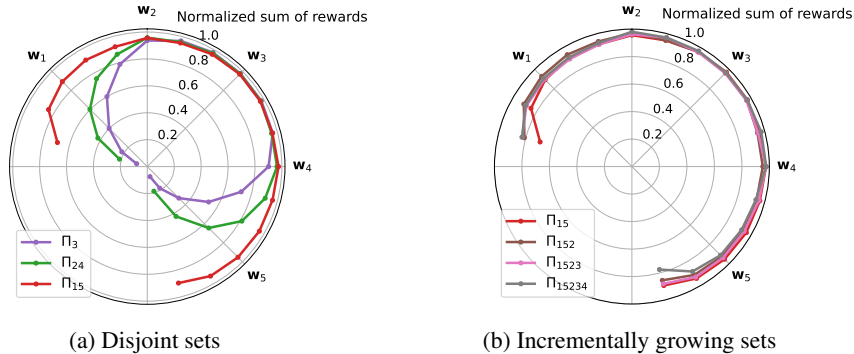 w₂
Normalized sum of rewards
1.0
w₁
w₃
0.8
0.6
0.4
0.2
w₄
Π₃
Π₂₄
Π₁₅
w₅
(a) Disjoint sets
w₂
Normalized sum of rewards
1.0
w₁
w₃
0.8
0.6
0.4
0.2
w₄
Π₁₅
Π₁₅₂
Π₁₅₂₃
Π₁₅₂₃₄
w₅
(b) Incrementally growing sets